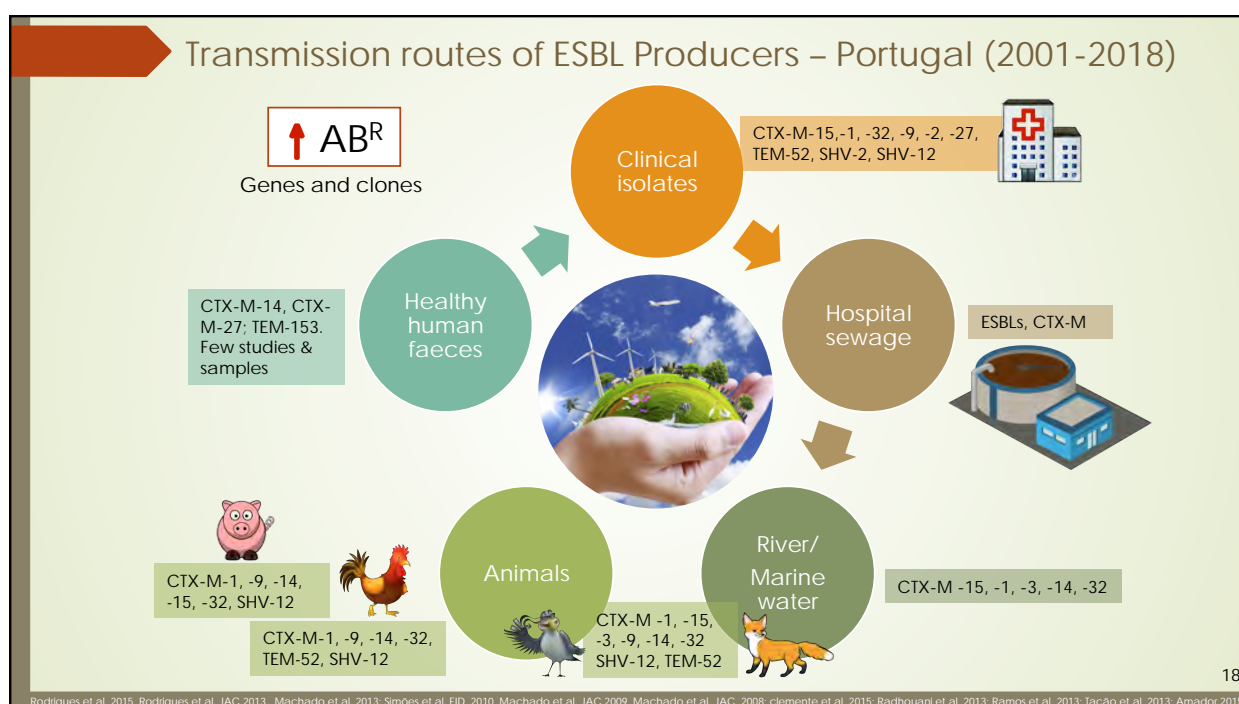 Transmission routes of ESBL Producers – Portugal (2001-2018)
ABR
Genes and clones
Clinical
isolates
CTX-M-15,-1, -32, -9, -2, -27,
TEM-52, SHV-2, SHV-12
Healthy
human
faeces
CTX-M-14, CTX-
M-27; TEM-153.
Few studies &
samples
Hospital
sewage
ESBLs, CTX-M
Animals
CTX-M-1, -9, -14,
-15, -32, SHV-12
CTX-M-1, -9, -14, -32,
TEM-52, SHV-12
CTX-M -1, -15,
-3, -9, -14, -32
SHV-12, TEM-52
River/
Marine
water
CTX-M -15, -1, -3, -14, -32
18
Rodrigues et al. 2015, Rodrigues et al. JAC 2013, Machado et al. 2013; Simões et al. EID, 2010, Machado et al. JAC 2009, Machado et al., JAC, 2008; clemente et al. 2015; Radhouani et al. 2013; Ramos et al. 2013; Tacão et al. 2013; Amador 2015